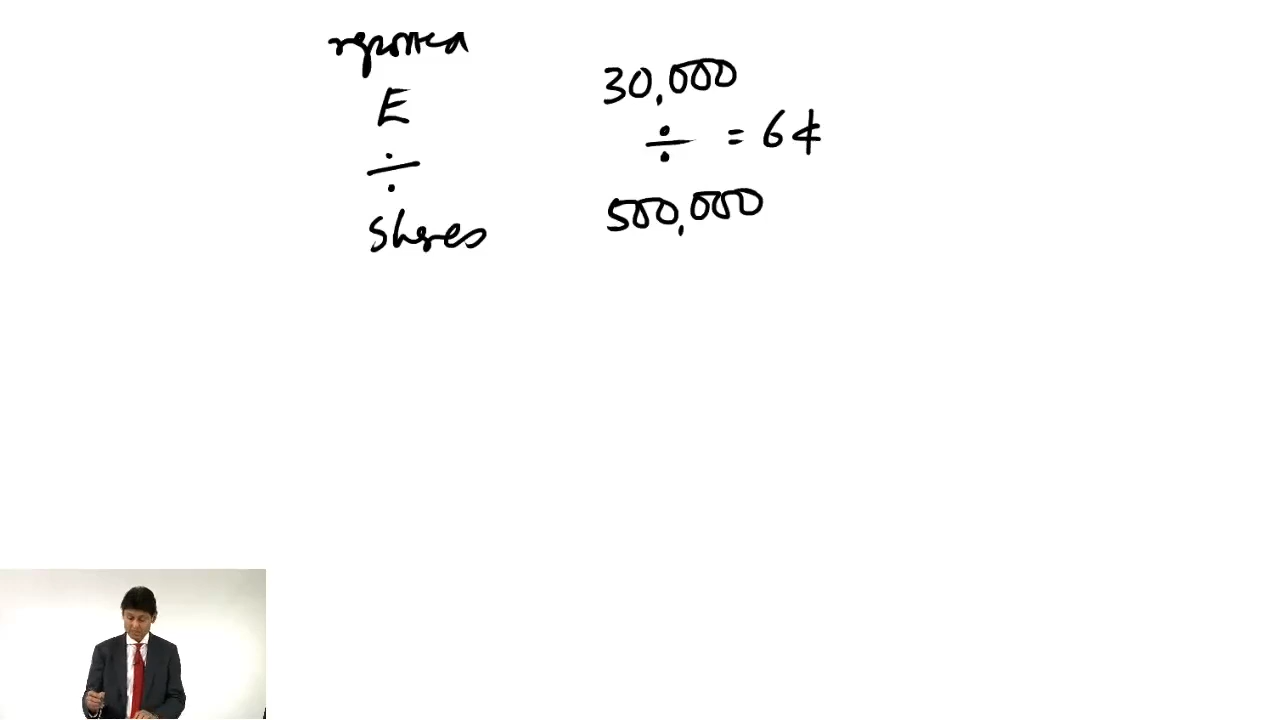 reported
E 30,000
÷ ÷ = 6¢
Shares 500,000